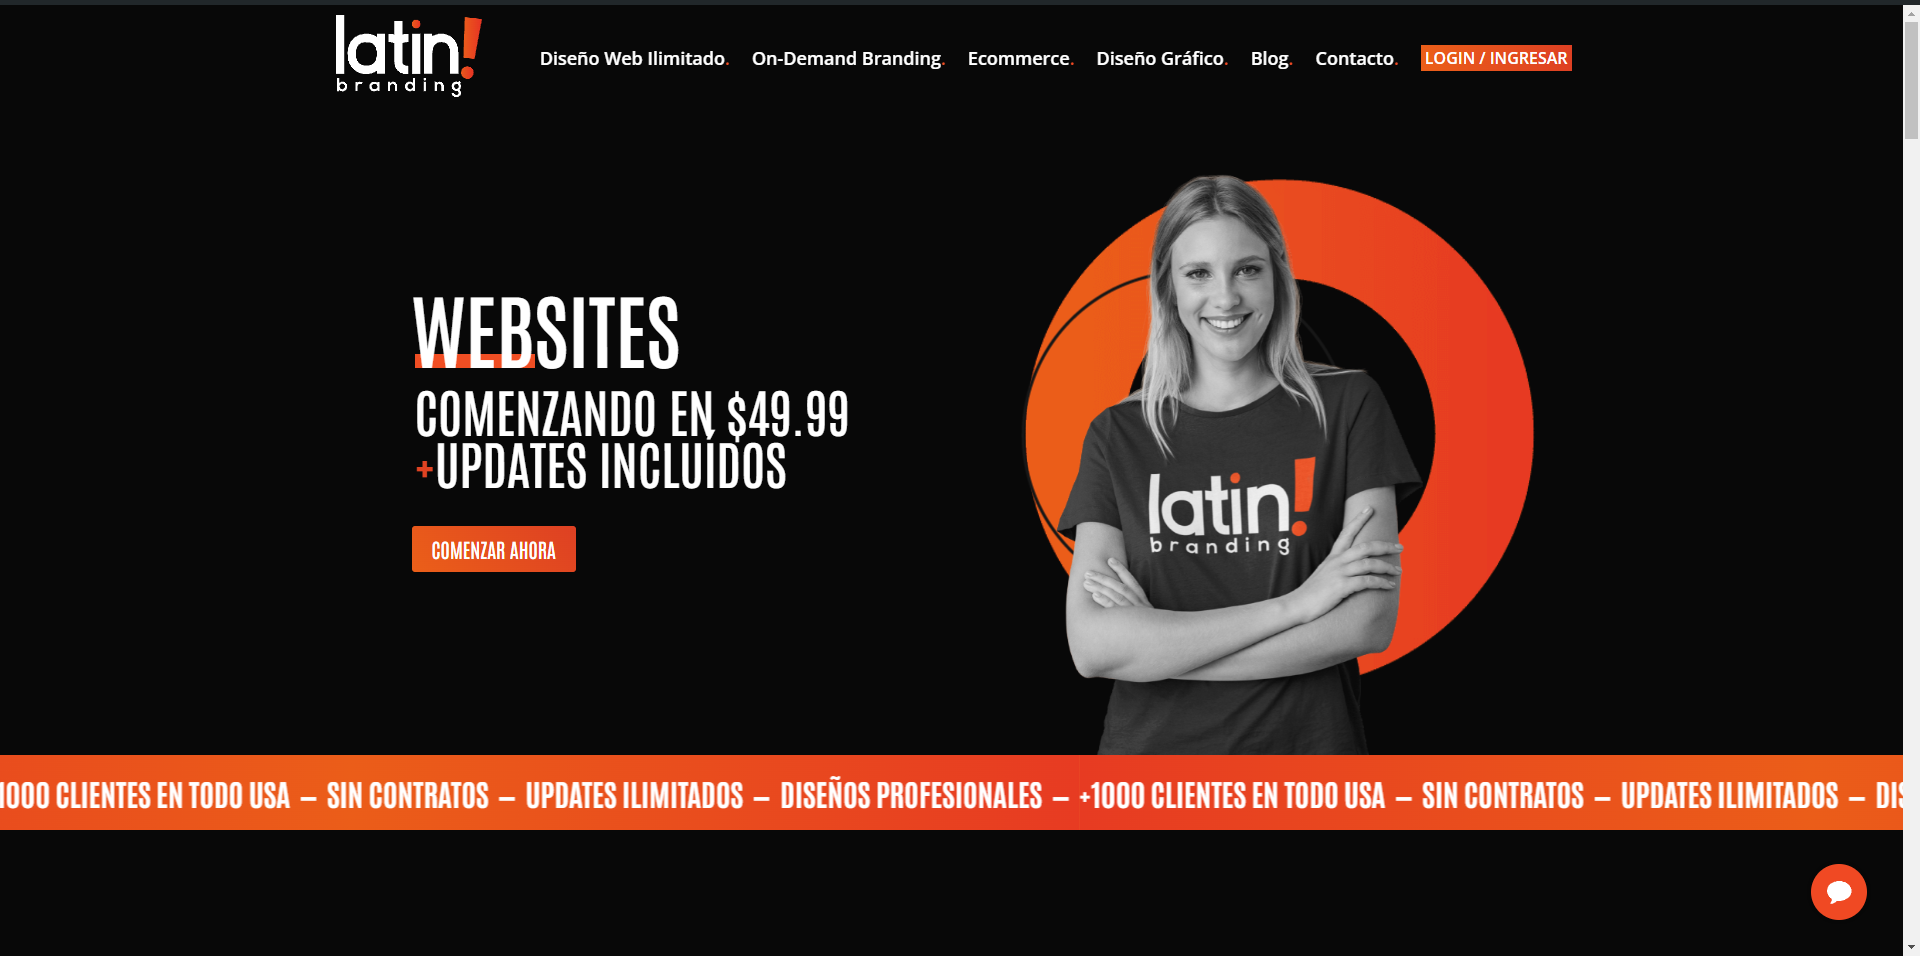 latin!
branding
Diseño Web Ilimitado. On-Demand Branding. Ecommerce. Diseño Gráfico. Blog. Contacto. LOGIN / INGRESAR
WEBSITES
COMENZANDO EN $49.99
+UPDATES INCLUÍDOS
COMENZAR AHORA
latin!
branding
1000 CLIENTES EN TODO USA – SIN CONTRATOS – UPDATES ILIMITADOS – DISEÑOS PROFESIONALES – +1000 CLIENTES EN TODO USA – SIN CONTRATOS – UPDATES ILIMITADOS – DIS